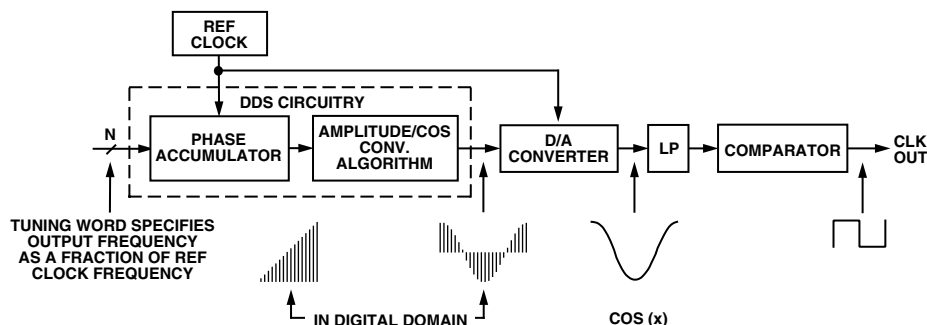 REF
CLOCK
DDS CIRCUITRY
N
PHASE
ACCUMULATOR
AMPLITUDE/COS
CONV.
ALGORITHM
D/A
CONVERTER
LP
COMPARATOR
CLK
OUT
TUNING WORD SPECIFIES
OUTPUT FREQUENCY
AS A FRACTION OF REF
CLOCK FREQUENCY
IN DIGITAL DOMAIN
COS (x)